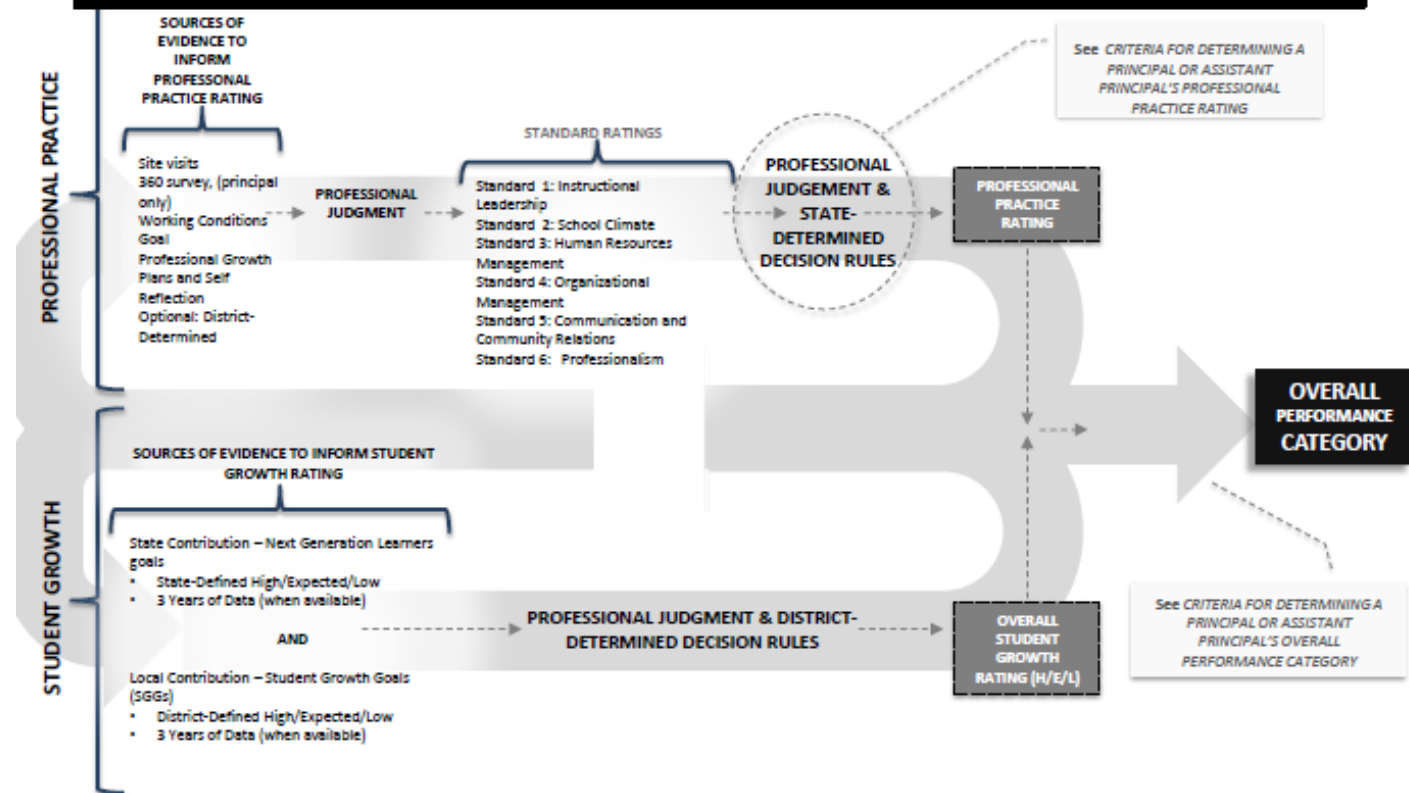 PROFESSIONAL PRACTICE
SOURCES OF
EVIDENCE TO
INFORM
PROFESSONAL
PRACTICE RATING
Site visits
360 survey, (principal
only)
Working Conditions
Goal
Professional Growth
Plans and Self
Reflection
Optional: District-
Determined
PROFESSIONAL
JUDGMENT
STANDARD RATINGS
Standard 1: Instructional
Leadership
Standard 2: School Climate
Standard 3: Human Resources
Management
Standard 4: Organizational
Management
Standard 5: Communication and
Community Relations
Standard 6: Professionalism
PROFESSIONAL
JUDGEMENT &
STATE-
DETERMINED
DECISION RULES
PROFESSIONAL
PRACTICE
RATING
See CRITERIA FOR DETERMINING A
PRINCIPAL OR ASSISTANT
PRINCIPAL'S PROFESSIONAL
PRACTICE RATING
OVERALL
PERFORMANCE
CATEGORY
STUDENT GROWTH
SOURCES OF EVIDENCE TO INFORM STUDENT
GROWTH RATING
State Contribution – Next Generation Learners
goals
• State-Defined High/Expected/Low
• 3 Years of Data (when available)
AND
Local Contribution – Student Growth Goals
(SGGs)
• District-Defined High/Expected/Low
• 3 Years of Data (when available)
PROFESSIONAL JUDGMENT & DISTRICT-
DETERMINED DECISION RULES
OVERALL
STUDENT
GROWTH
RATING (H/E/L)
See CRITERIA FOR DETERMINING A
PRINCIPAL OR ASSISTANT
PRINCIPAL'S OVERALL
PERFORMANCE CATEGORY